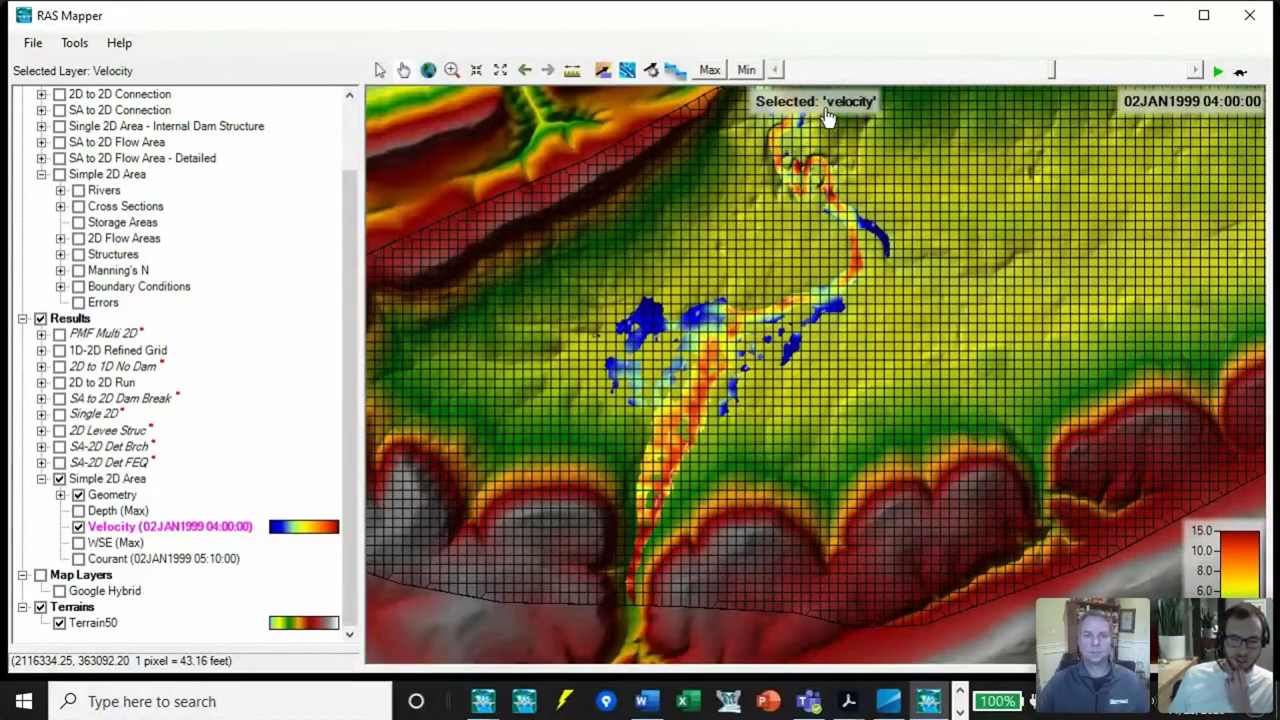 RAS Mapper
File Tools Help
Selected Layer: Velocity
Max Min
2D to 2D Connection
SA to 2D Connection
Single 2D Area - Internal Dam Structure
SA to 2D Flow Area
SA to 2D Flow Area - Detailed
Simple 2D Area
Rivers
Cross Sections
Storage Areas
2D Flow Areas
Structures
Manning's N
Boundary Conditions
Errors
Results
PMF Multi 2D
1D-2D Refined Grid
2D to 1D No Dam
2D to 2D Run
SA to 2D Dam Break
Single 2D
2D Levee Struc
SA-2D Det Brch
SA-2D Det FEQ
Simple 2D Area
Geometry
Depth (Max)
Velocity (02JAN1999 04:00:00)
WSE (Max)
Courant (02JAN1999 05:10:00)
Map Layers
Google Hybrid
Terrains
Terrain50
(2116334.25, 363092.20 1 pixel = 43.16 feet)
Selected: 'velocity'
02JAN1999 04:00:00
15.0
10.0
8.0
6.0
Type here to search
100%